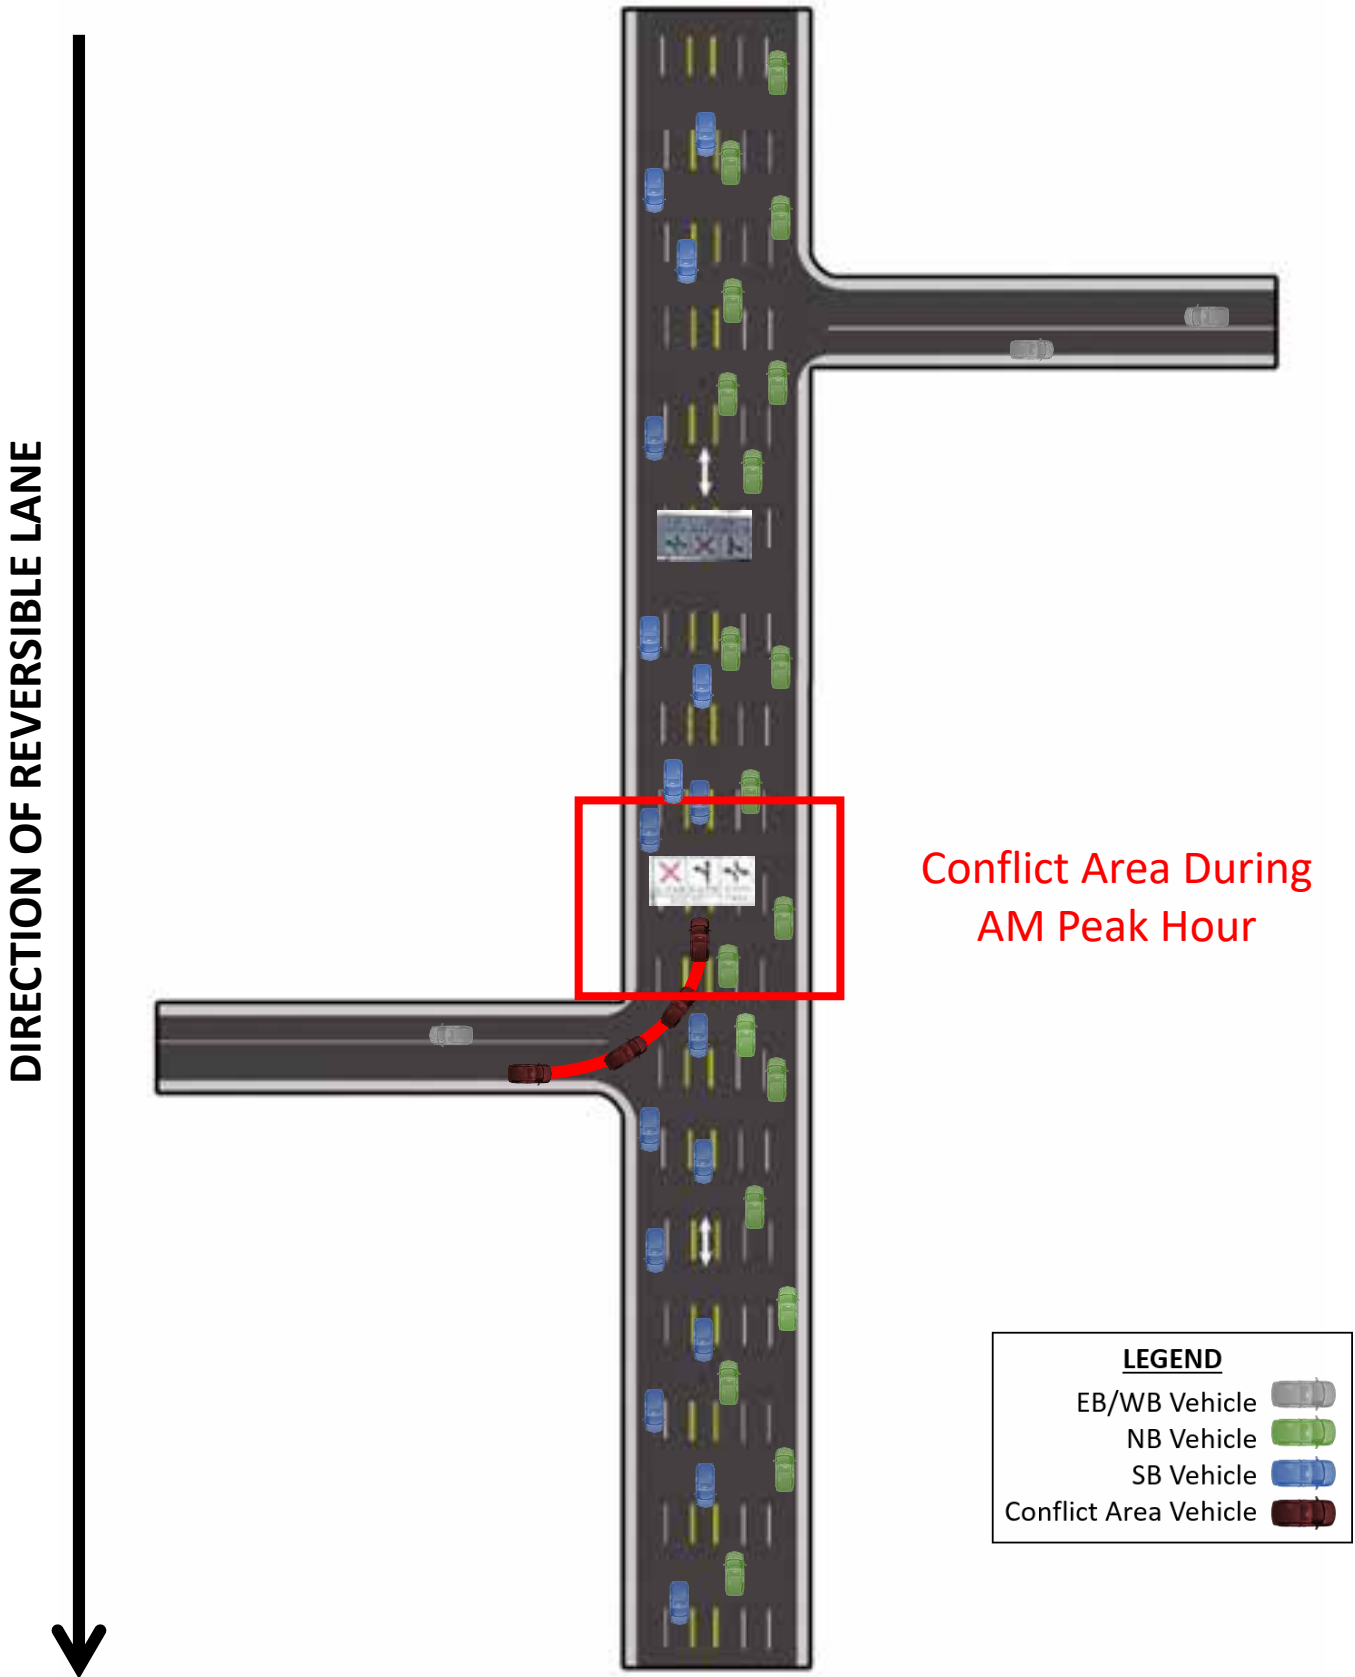 DIRECTION OF REVERSIBLE LANE
Conflict Area During
AM Peak Hour
LEGEND
EB/WB Vehicle
NB Vehicle
SB Vehicle
Conflict Area Vehicle